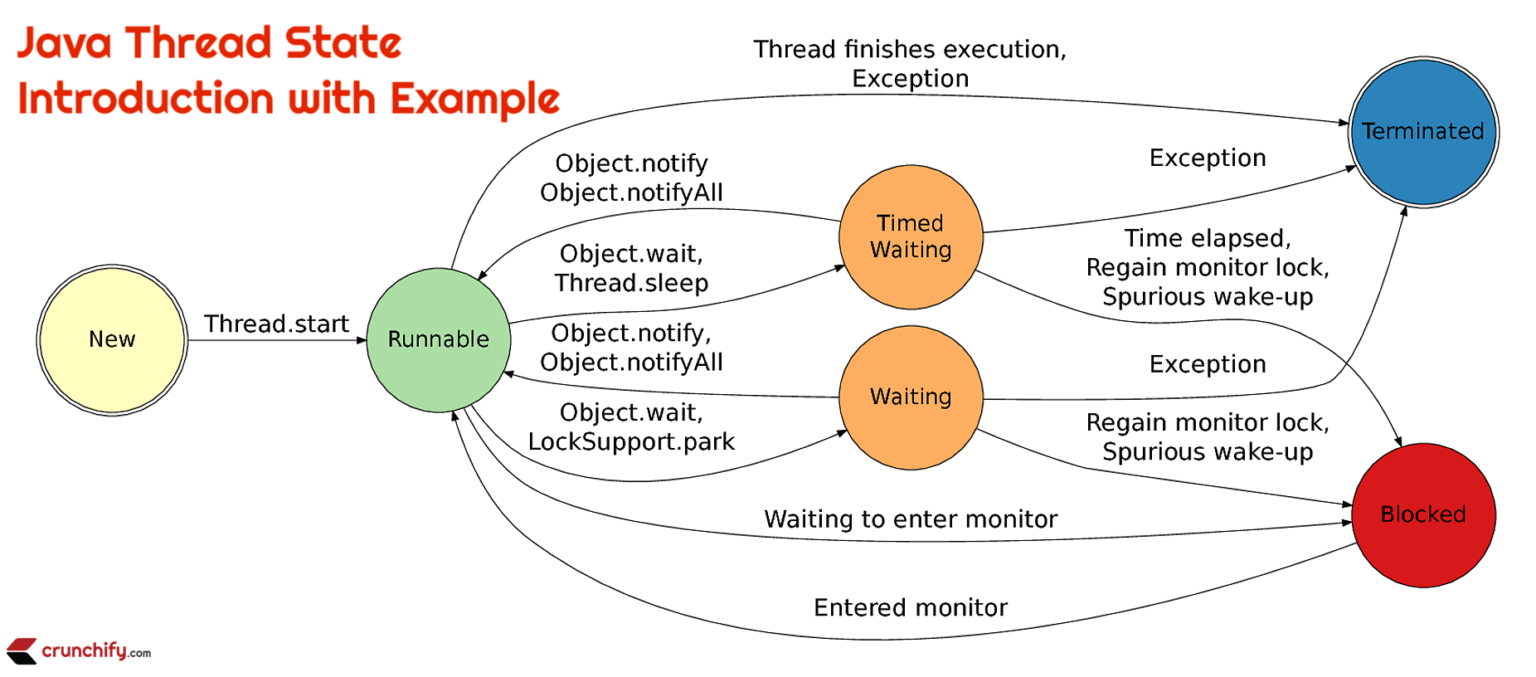 Java Thread State
Introduction with Example
Thread finishes execution,
Exception
Terminated
Object.notify
Object.notifyAll
Timed
Waiting
Exception
Object.wait,
Thread.sleep
Time elapsed,
Regain monitor lock,
Spurious wake-up
New
Thread.start
Runnable
Object.notify,
Object.notifyAll
Waiting
Exception
Object.wait,
LockSupport.park
Regain monitor lock,
Spurious wake-up
Blocked
Waiting to enter monitor
Entered monitor
crunchify.com